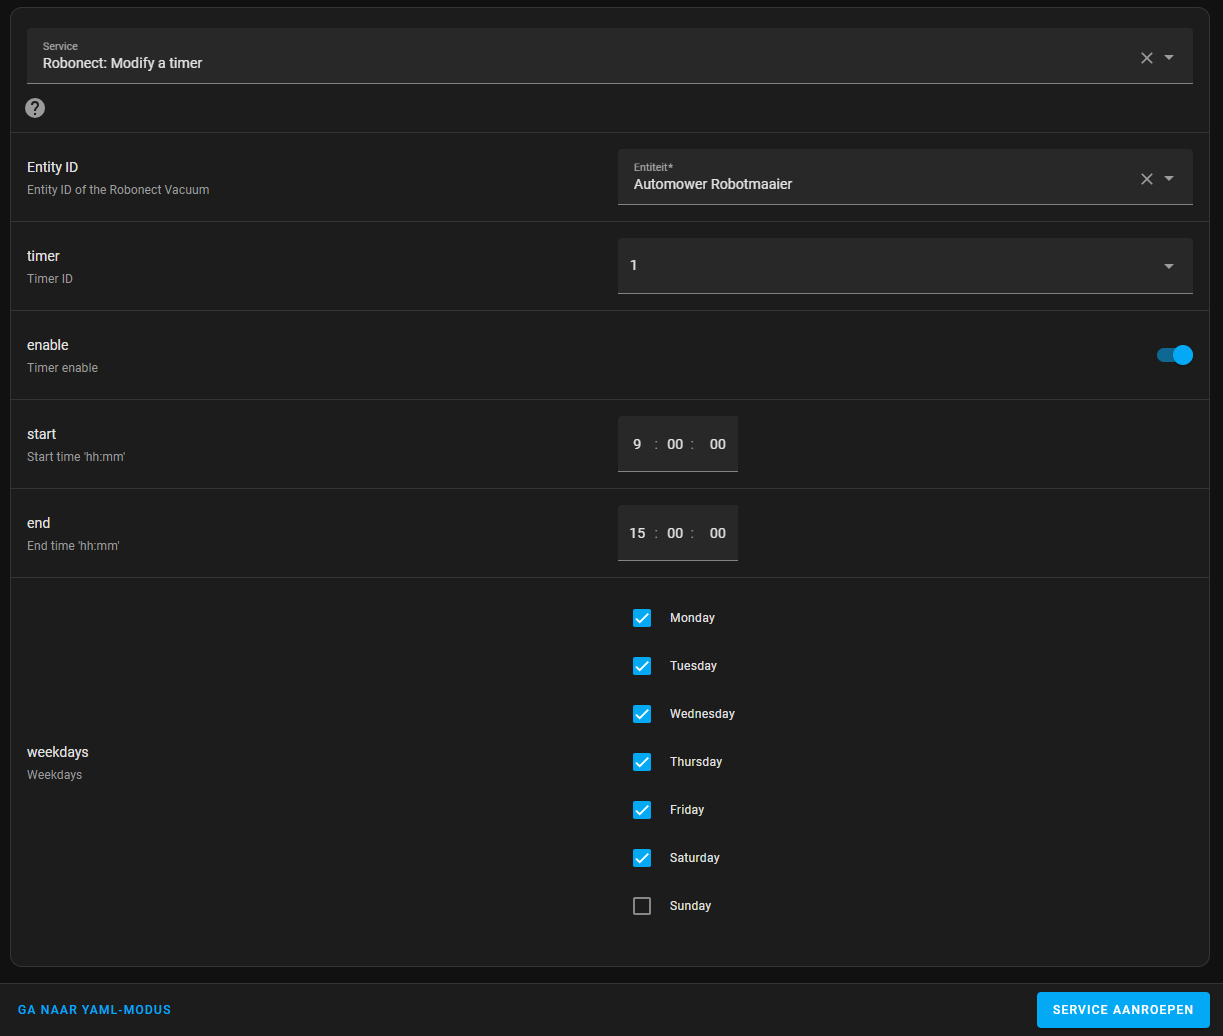 Service
Robonect: Modify a timer
Entity ID
Entity ID of the Robonect Vacuum
Entiteit*
Automower Robotmaaier
timer
Timer ID
1
enable
Timer enable
start
Start time 'hh:mm'
9 : 00 : 00
end
End time 'hh:mm'
15 : 00 : 00
weekdays
Weekdays
Monday
Tuesday
Wednesday
Thursday
Friday
Saturday
Sunday
GA NAAR YAML-MODUS
SERVICE AANROEPEN